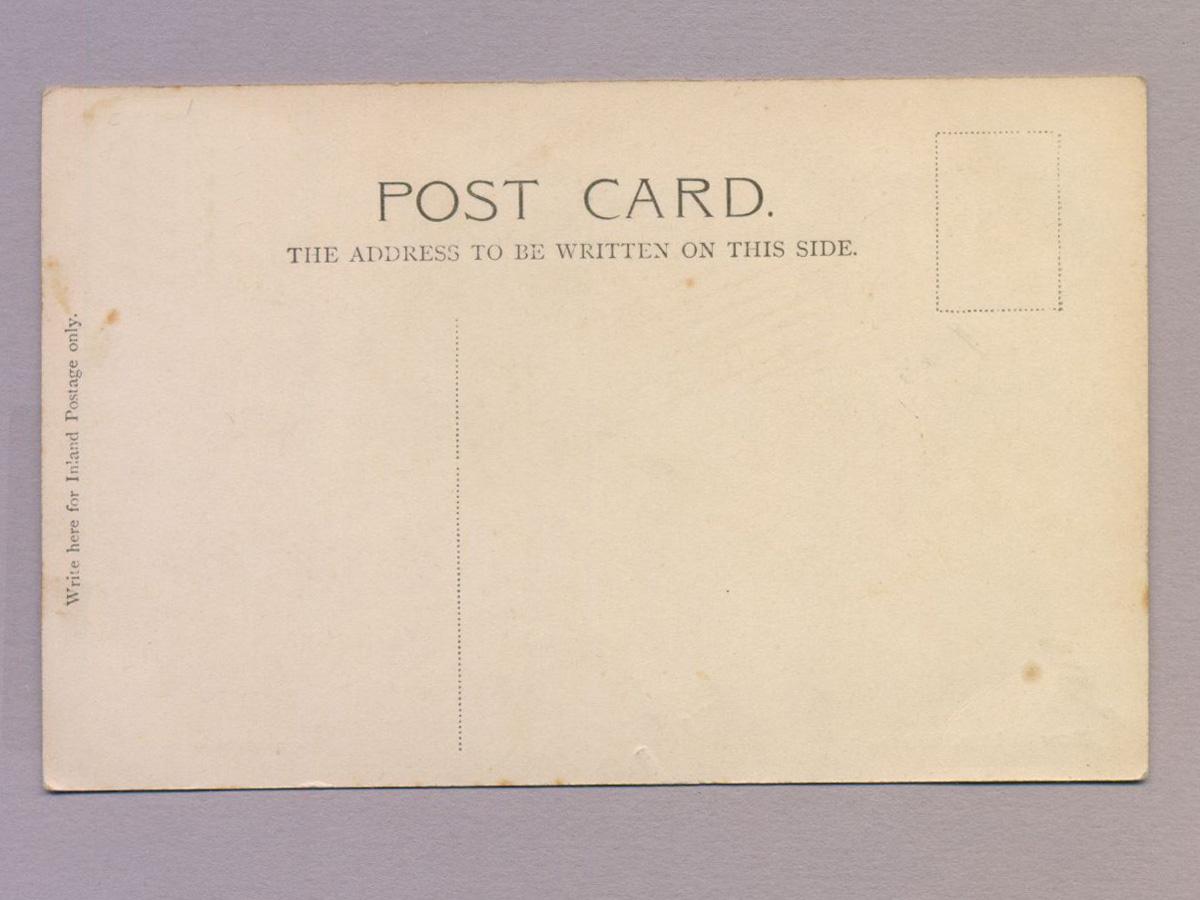 POST CARD.
THE ADDRESS TO BE WRITTEN ON THIS SIDE.
Write here for Inland Postage only.